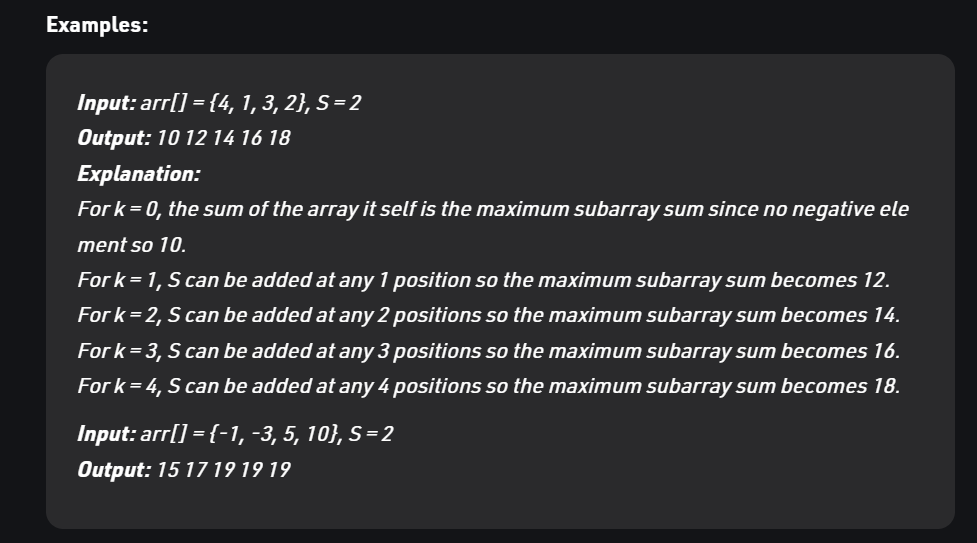 Examples:
Input: arr[] = {4, 1, 3, 2}, S = 2
Output: 10 12 14 16 18
Explanation:
For k = 0, the sum of the array it self is the maximum subarray sum since no negative ele
ment so 10.
For k = 1, S can be added at any 1 position so the maximum subarray sum becomes 12.
For k = 2, S can be added at any 2 positions so the maximum subarray sum becomes 14.
For k = 3, S can be added at any 3 positions so the maximum subarray sum becomes 16.
For k = 4, S can be added at any 4 positions so the maximum subarray sum becomes 18.
Input: arr[] = {-1, -3, 5, 10}, S = 2
Output: 15 17 19 19 19